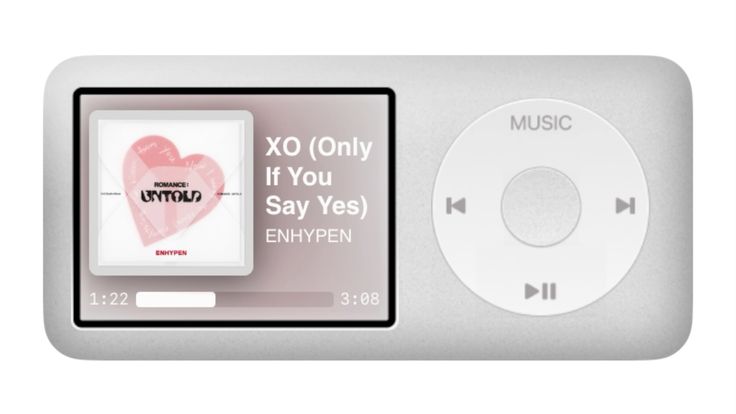 ROMANCE:
UNTOLD
ENHYPEN
XO (Only
If You
Say Yes)
ENHYPEN
1:22
3:08
MUSIC